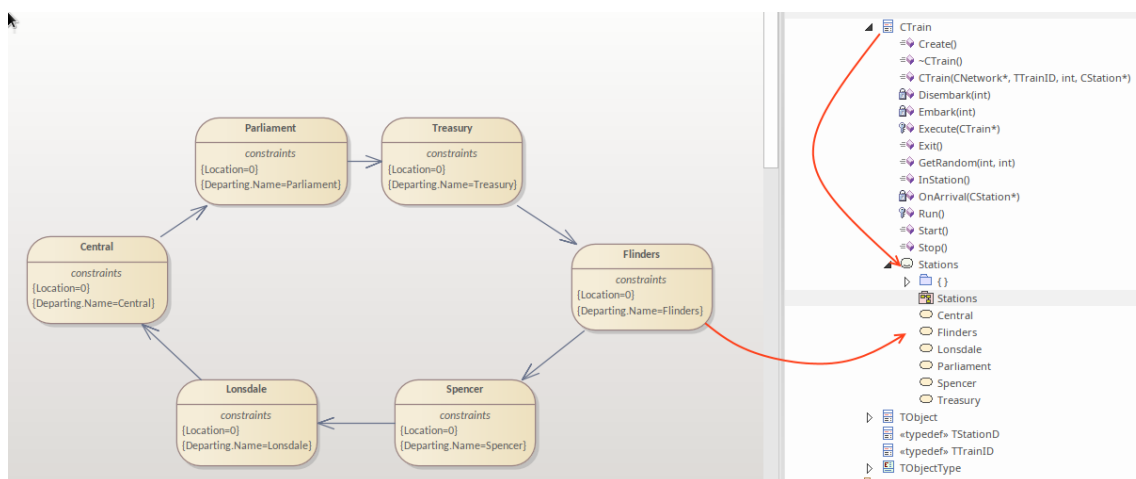 Parliament
constraints
{Location=0}
{Departing.Name=Parliament}
Treasury
constraints
{Location=0}
{Departing.Name=Treasury}
Central
constraints
{Location=0}
{Departing.Name=Central}
Flinders
constraints
{Location=0}
{Departing.Name=Flinders}
Lonsdale
constraints
{Location=0}
{Departing.Name=Lonsdale}
Spencer
constraints
{Location=0}
{Departing.Name=Spencer}
CTrain
Create()
~CTrain()
CTrain(CNetwork*, TTrainID, int, CStation*)
Disembark(int)
Embark(int)
Execute(CTrain*)
Exit()
GetRandom(int, int)
InStation()
OnArrival(CStation*)
Run()
Start()
Stop()
Stations
{ }
Stations
Central
Flinders
Lonsdale
Parliament
Spencer
Treasury
TObject
«typedef» TStationD
«typedef» TTrainID
TObjectType